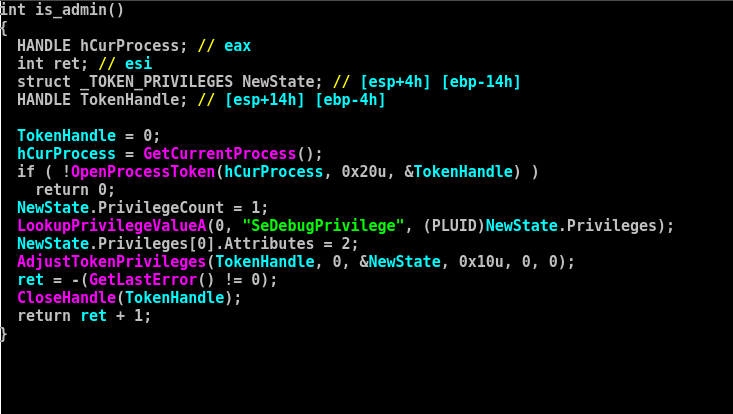 int is_admin()
{
  HANDLE hCurProcess; // eax
  int ret; // esi
  struct _TOKEN_PRIVILEGES NewState; // [esp+4h] [ebp-14h]
  HANDLE TokenHandle; // [esp+14h] [ebp-4h]

  TokenHandle = 0;
  hCurProcess = GetCurrentProcess();
  if ( !OpenProcessToken(hCurProcess, 0x20u, &TokenHandle) )
    return 0;
  NewState.PrivilegeCount = 1;
  LookupPrivilegeValueA(0, "SeDebugPrivilege", (PLUID)NewState.Privileges);
  NewState.Privileges[0].Attributes = 2;
  AdjustTokenPrivileges(TokenHandle, 0, &NewState, 0x10u, 0, 0);
  ret = -(GetLastError() != 0);
  CloseHandle(TokenHandle);
  return ret + 1;
}